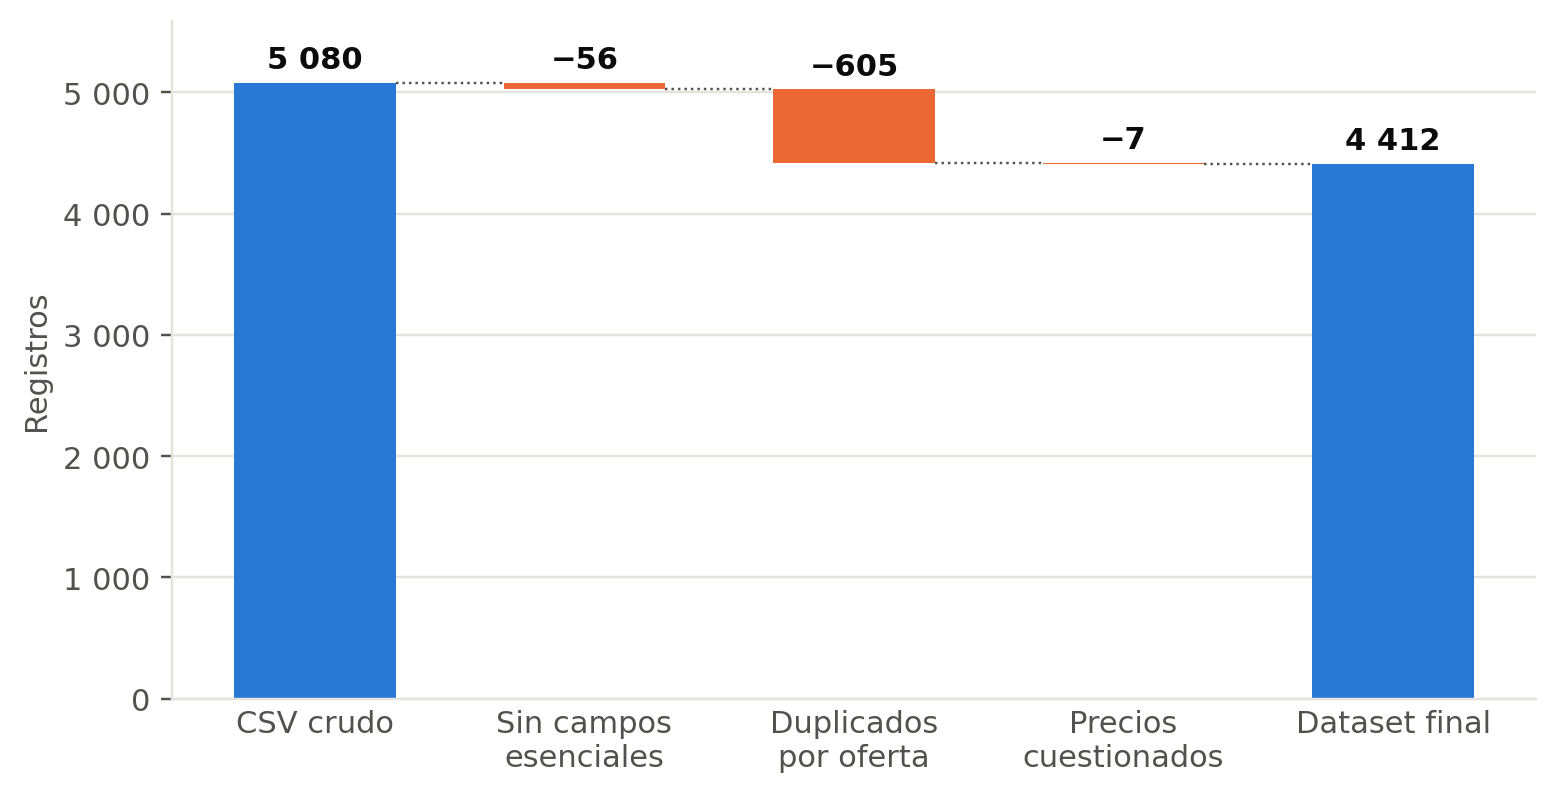 5 080
−56
−605
−7
4 412
5 000
4 000
3 000
2 000
1 000
0
Registros
CSV crudo
Sin campos
esenciales
Duplicados
por oferta
Precios
cuestionados
Dataset final